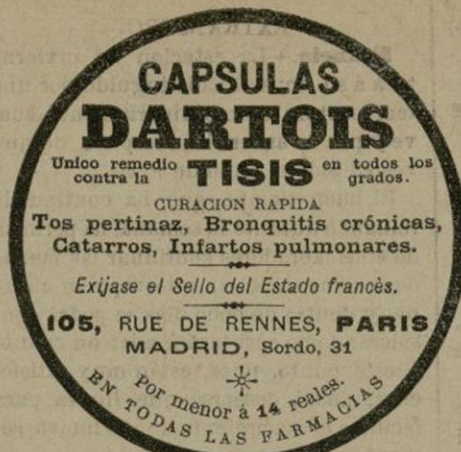 CAPSULAS
DARTOIS
Unico remedio contra la TISIS en todos los grados.
CURACION RAPIDA
Tos pertinaz, Bronquitis crónicas,
Catarros, Infartos pulmonares.
Exíjase el Sello del Estado francès.
105, RUE DE RENNES, PARIS
MADRID, Sordo, 31
Por menor á 14 reales.
EN TODAS LAS FARMACIAS